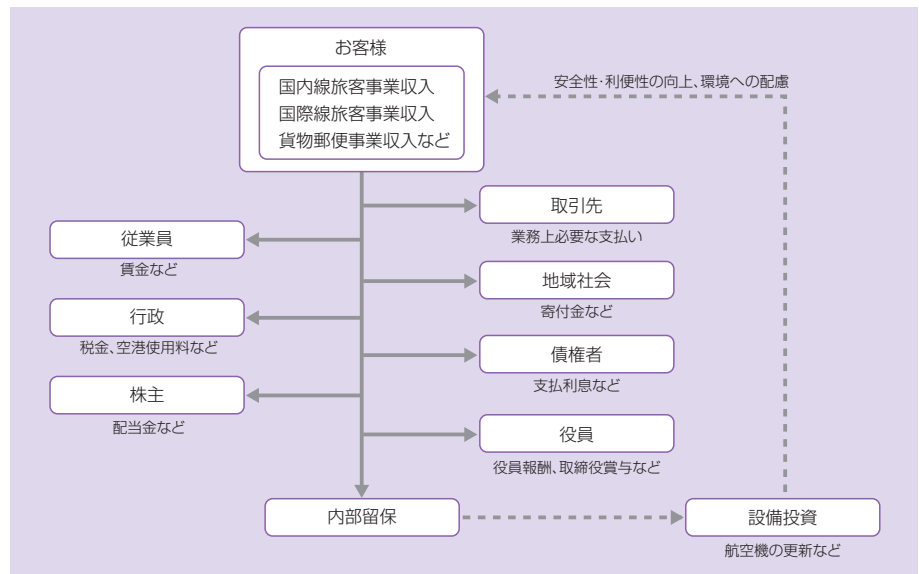 お客様
国内線旅客事業収入
国際線旅客事業収入
貨物郵便事業収入など
安全性・利便性の向上、環境への配慮
取引先
業務上必要な支払い
従業員
賃金など
地域社会
寄付金など
行政
税金、空港使用料など
債権者
支払利息など
株主
配当金など
役員
役員報酬、取締役賞与など
内部留保
設備投資
航空機の更新など